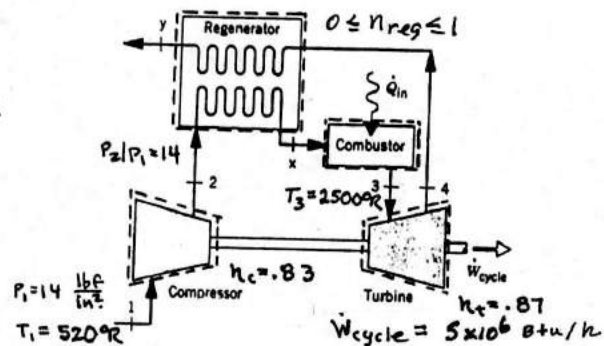 Regenerator
0 ≤ ηreg ≤ 1
y
Q̇in
Combustor
x
P2/P1 = 14
2
T3 = 2500°R
3
4
Ẇcycle
ηc = .83
P1 = 14 lbf/in²
1
Compressor
Turbine
ηt = .87
T1 = 520°R
Ẇcycle = 5×10⁶ Btu/h